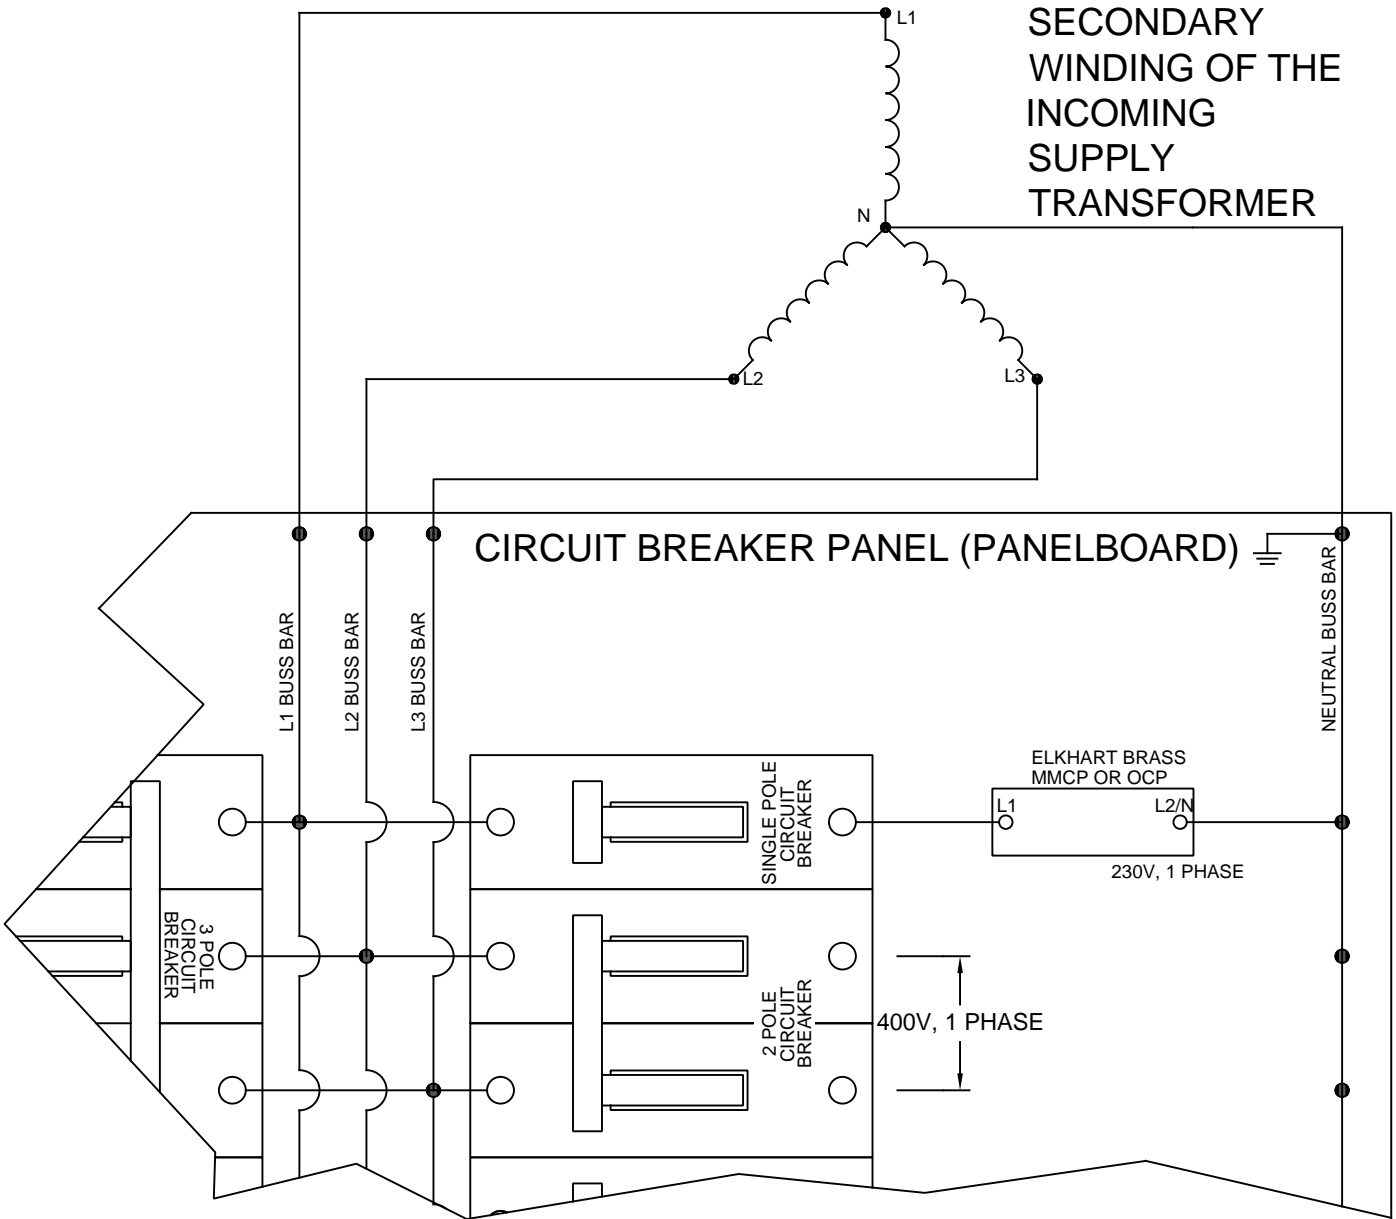 L1
SECONDARY
WINDING OF THE
INCOMING
SUPPLY
TRANSFORMER
N
L2
L3
CIRCUIT BREAKER PANEL (PANELBOARD)
L1 BUSS BAR
L2 BUSS BAR
L3 BUSS BAR
NEUTRAL BUSS BAR
ELKHART BRASS
MMCP OR OCP
L1
L2/N
230V, 1 PHASE
SINGLE POLE
CIRCUIT
BREAKER
3 POLE
CIRCUIT
BREAKER
2 POLE
CIRCUIT
BREAKER
400V, 1 PHASE